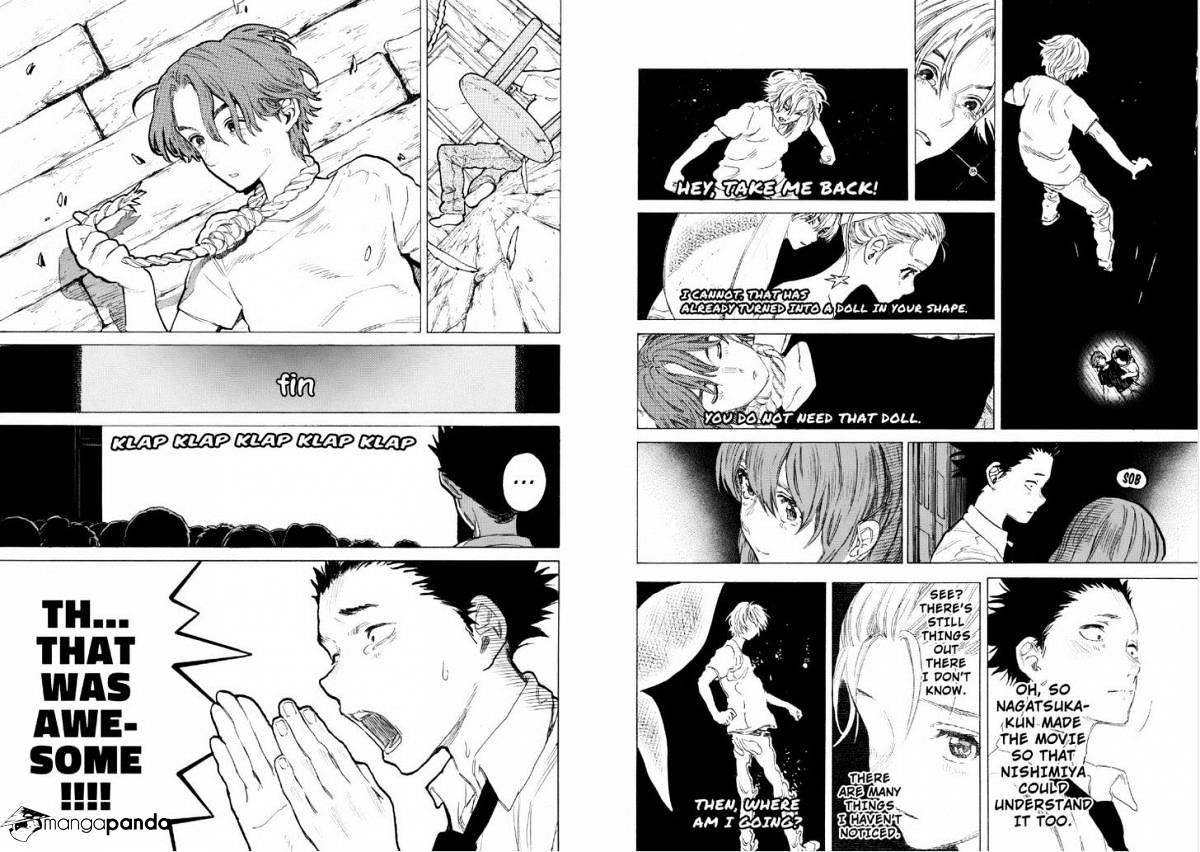 HEY, TAKE ME BACK!
I CANNOT. THAT HAS
ALREADY TURNED INTO A DOLL IN YOUR SHAPE.
YOU DO NOT NEED THAT DOLL.
SOB
OH, SO
NAGATSUKA-
KUN MADE
THE MOVIE
SO THAT
NISHIMIYA
COULD
UNDERSTAND
IT TOO.
SEE?
THERE'S
STILL
THINGS
OUT
THERE
I DON'T
KNOW.
THERE
ARE MANY
THINGS
I HAVEN'T
NOTICED.
THEN, WHERE
AM I GOING?
fin
KLAP KLAP KLAP KLAP KLAP
...
TH...
THAT
WAS
AWE-
SOME
!!!!
mangapanda